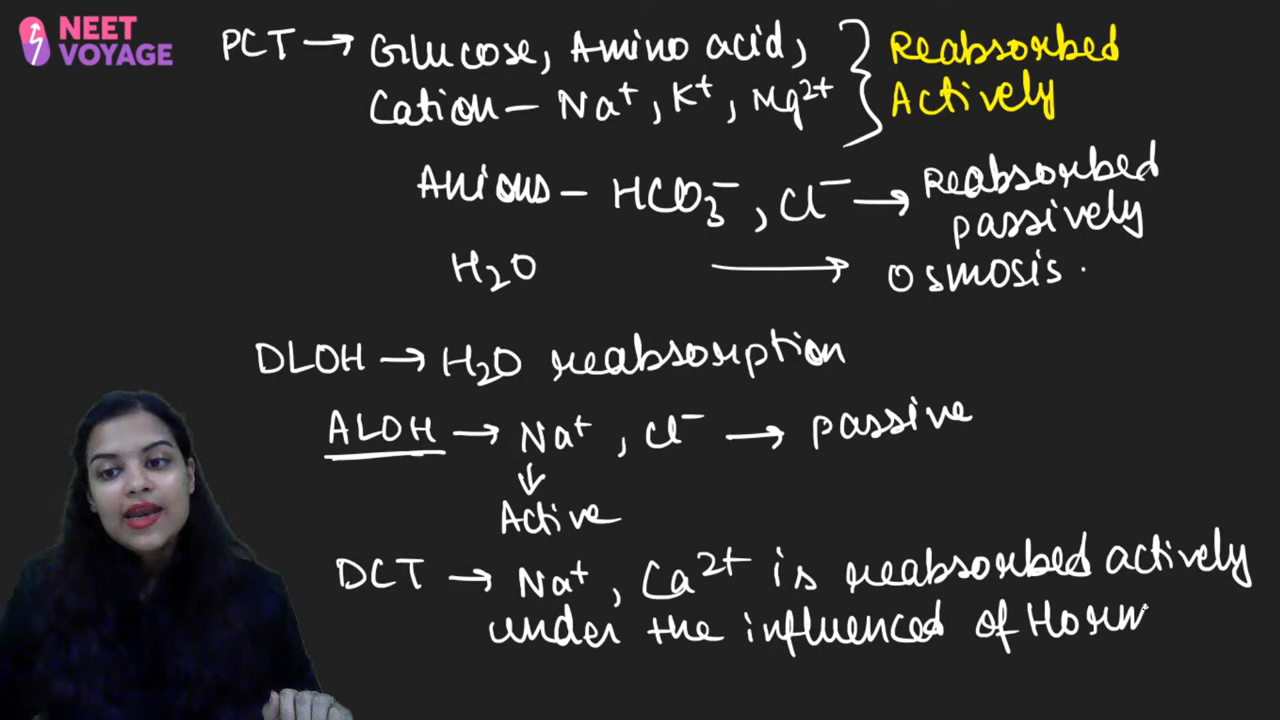 NEET
VOYAGE
PCT → Glucose, Amino acid,
Cation - Na⁺, K⁺, Mg²⁺
Reabsorbed
Actively
Anions - HCO₃⁻, Cl⁻ → Reabsorbed
passively
H₂O → Osmosis.
DLOH → H₂O reabsorption
ALOH → Na⁺, Cl⁻ → passive
↓
Active
DCT → Na⁺, Ca²⁺ is reabsorbed actively
under the influenced of Horm